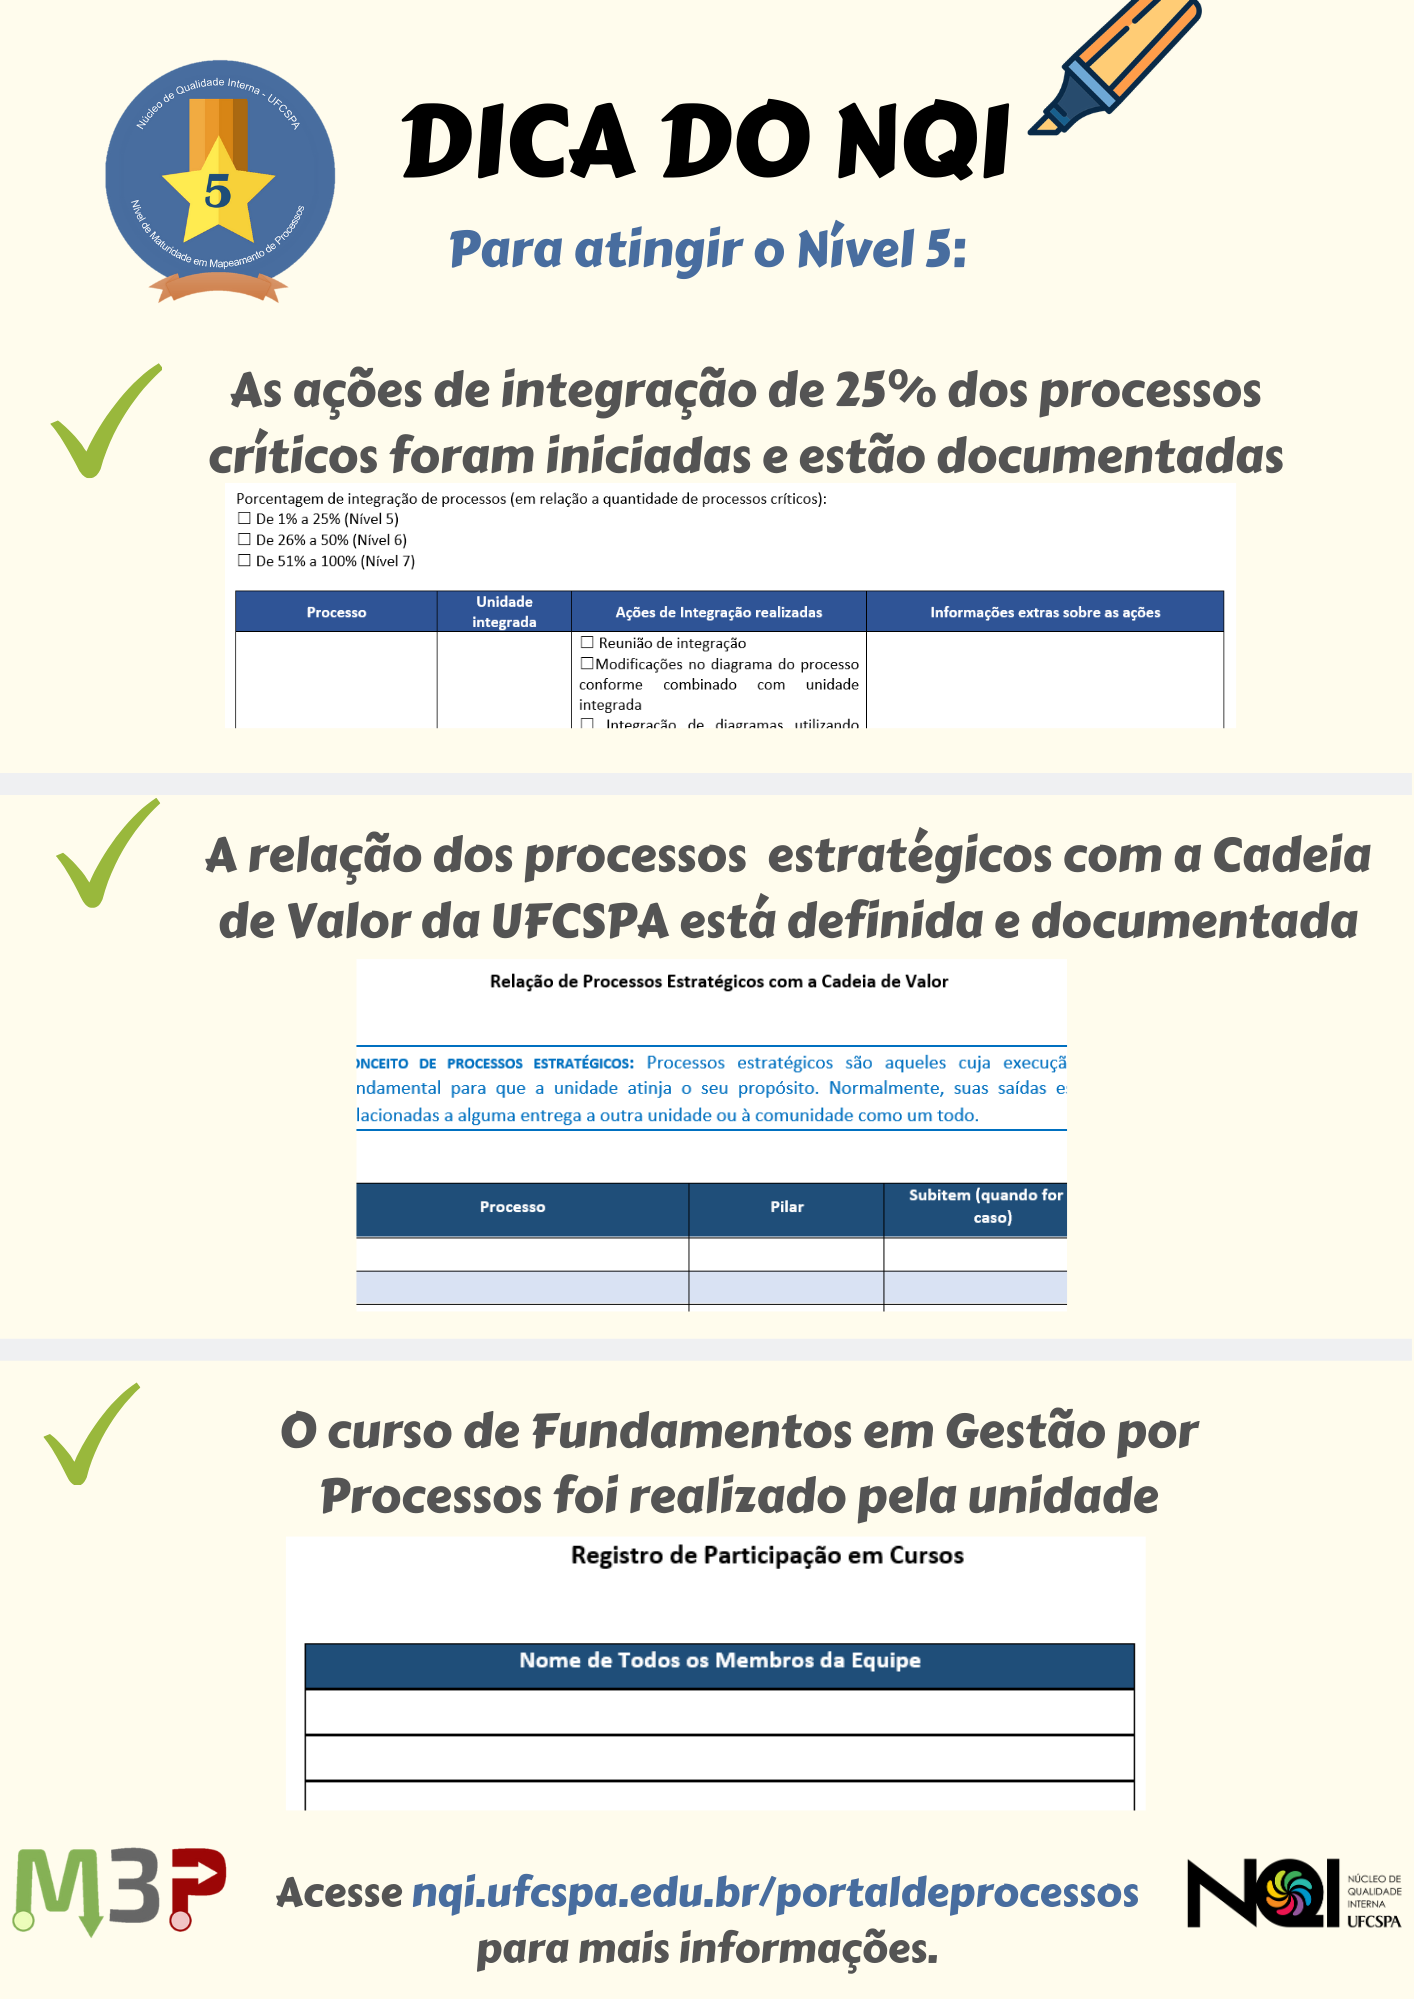 Núcleo de Qualidade Interna - UFCSPA
5
Nível de Maturidade em Mapeamento de Processos
DICA DO NQI
Para atingir o Nível 5:
As ações de integração de 25% dos processos
críticos foram iniciadas e estão documentadas
Porcentagem de integração de processos (em relação a quantidade de processos críticos):
☐ De 1% a 25% (Nível 5)
☐ De 26% a 50% (Nível 6)
☐ De 51% a 100% (Nível 7)
Processo
Unidade
integrada
Ações de Integração realizadas
Informações extras sobre as ações
☐ Reunião de integração
☐Modificações no diagrama do processo
conforme combinado com unidade
integrada
☐ Integração de diagramas utilizando
A relação dos processos estratégicos com a Cadeia
de Valor da UFCSPA está definida e documentada
Relação de Processos Estratégicos com a Cadeia de Valor
ONCEITO DE PROCESSOS ESTRATÉGICOS: Processos estratégicos são aqueles cuja execuçã
ndamental para que a unidade atinja o seu propósito. Normalmente, suas saídas es
lacionadas a alguma entrega a outra unidade ou à comunidade como um todo.
Processo
Pilar
Subitem (quando for
caso)
O curso de Fundamentos em Gestão por
Processos foi realizado pela unidade
Registro de Participação em Cursos
Nome de Todos os Membros da Equipe
M3P
Acesse nqi.ufcspa.edu.br/portaldeprocessos
para mais informações.
NQI
NÚCLEO DE
QUALIDADE
INTERNA
UFCSPA